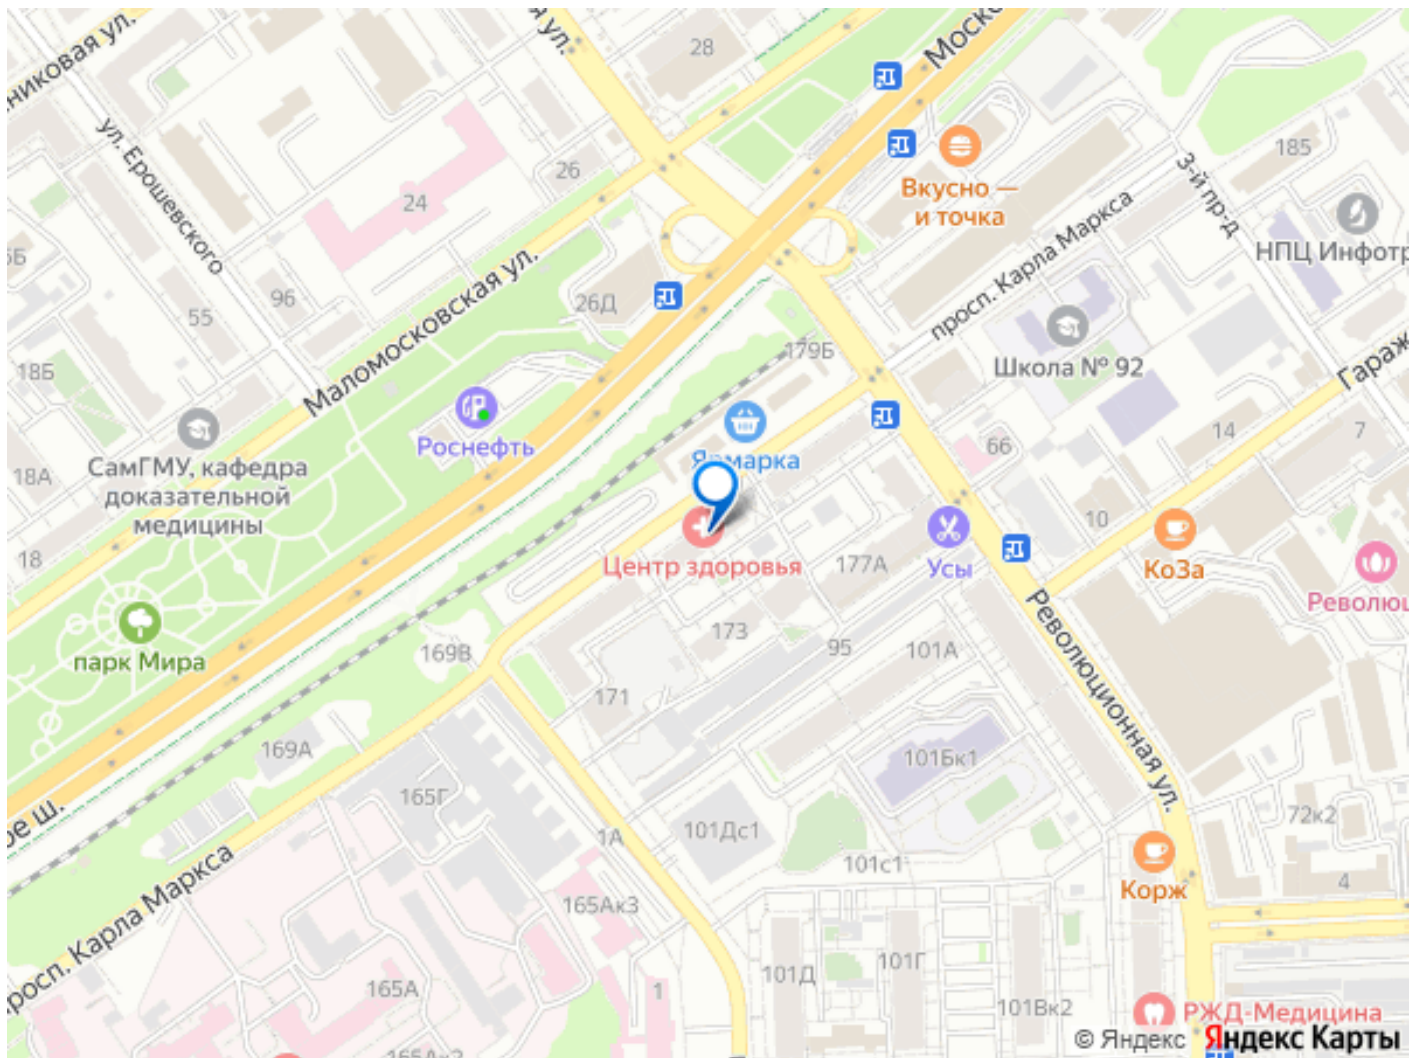 никовая ул.
я ул.
28
Моско
ул. Ерошевского
26
24
Вкусно —
и точка
185
3-й пр-д
НПЦ Инфотр
просп. Карла Маркса
96
55
26Д
Маломосковская ул.
179Б
Школа № 92
Гараж
18Б
Роснефть
Ярмарка
66
14
7
СамГМУ, кафедра
доказательной
медицины
18А
18
10
Центр здоровья
177А
Усы
КоЗа
Революц
парк Мира
169В
173
95
101А
Революционная ул.
171
169А
101Бк1
165Г
ое ш.
1А
101Дс1
101с1
72к2
просп. Карла Маркса
Корж
4
165Ак3
101Д
101Г
165А
1
101Вк2
РЖД-Медицина
165Ак2
© Яндекс Яндекс Карты